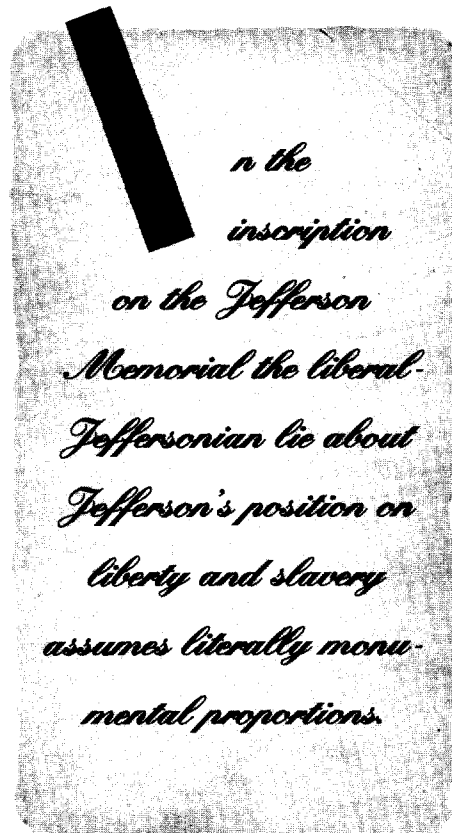 \n the
inscription
on the Jefferson
Memorial the liberal-
Jeffersonian lie about
Jefferson's position on
liberty and slavery
assumes literally monu-
mental proportions.